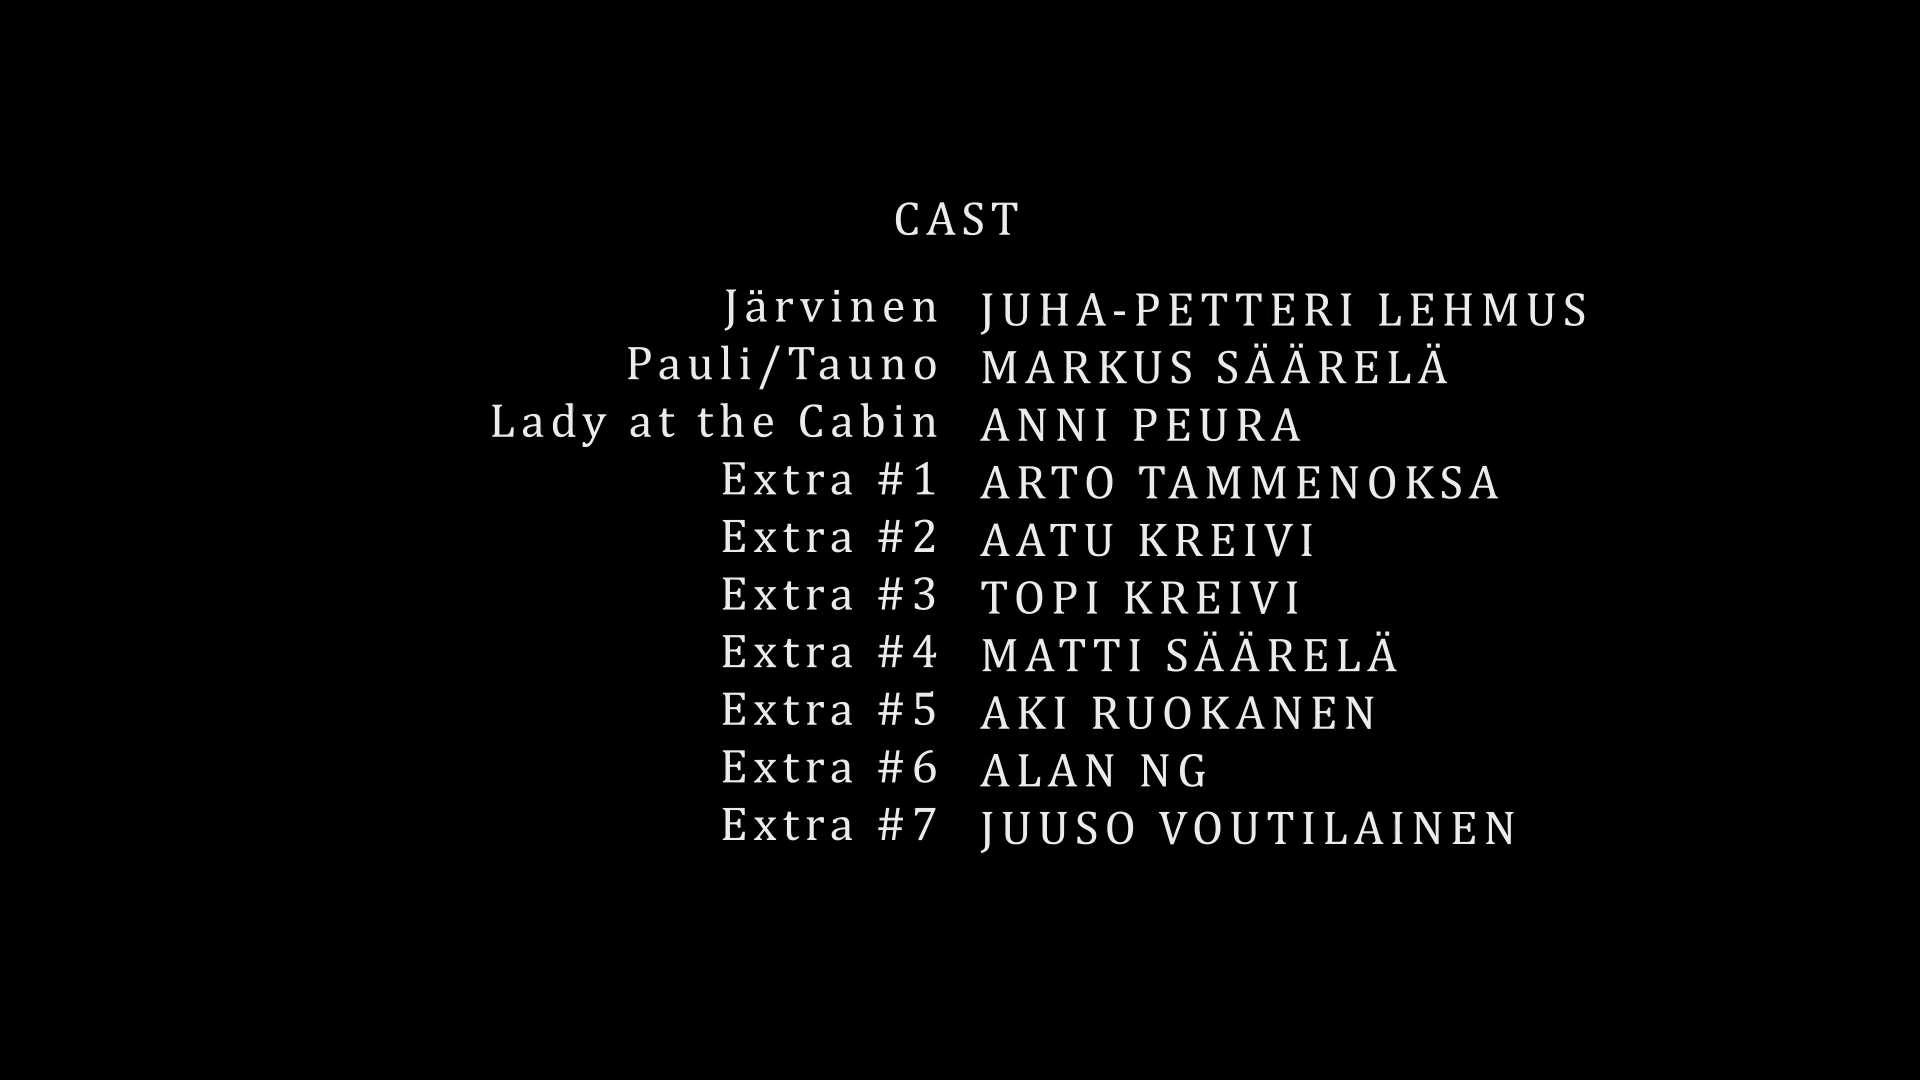 CAST
Järvinen JUHA-PETTERI LEHMUS
Pauli/Tauno MARKUS SÄÄRELÄ
Lady at the Cabin ANNI PEURA
Extra #1 ARTO TAMMENOKSA
Extra #2 AATU KREIVI
Extra #3 TOPI KREIVI
Extra #4 MATTI SÄÄRELÄ
Extra #5 AKI RUOKANEN
Extra #6 ALAN NG
Extra #7 JUUSO VOUTILAINEN